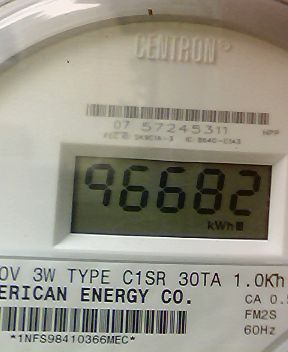 CENTRON®
07 57245311 NPP
96682
kWh
0V 3W TYPE C1SR 30TA 1.0Kh
ERICAN ENERGY CO.
CA 0.5
FM2S
60Hz
*1NFS98410366MEC*